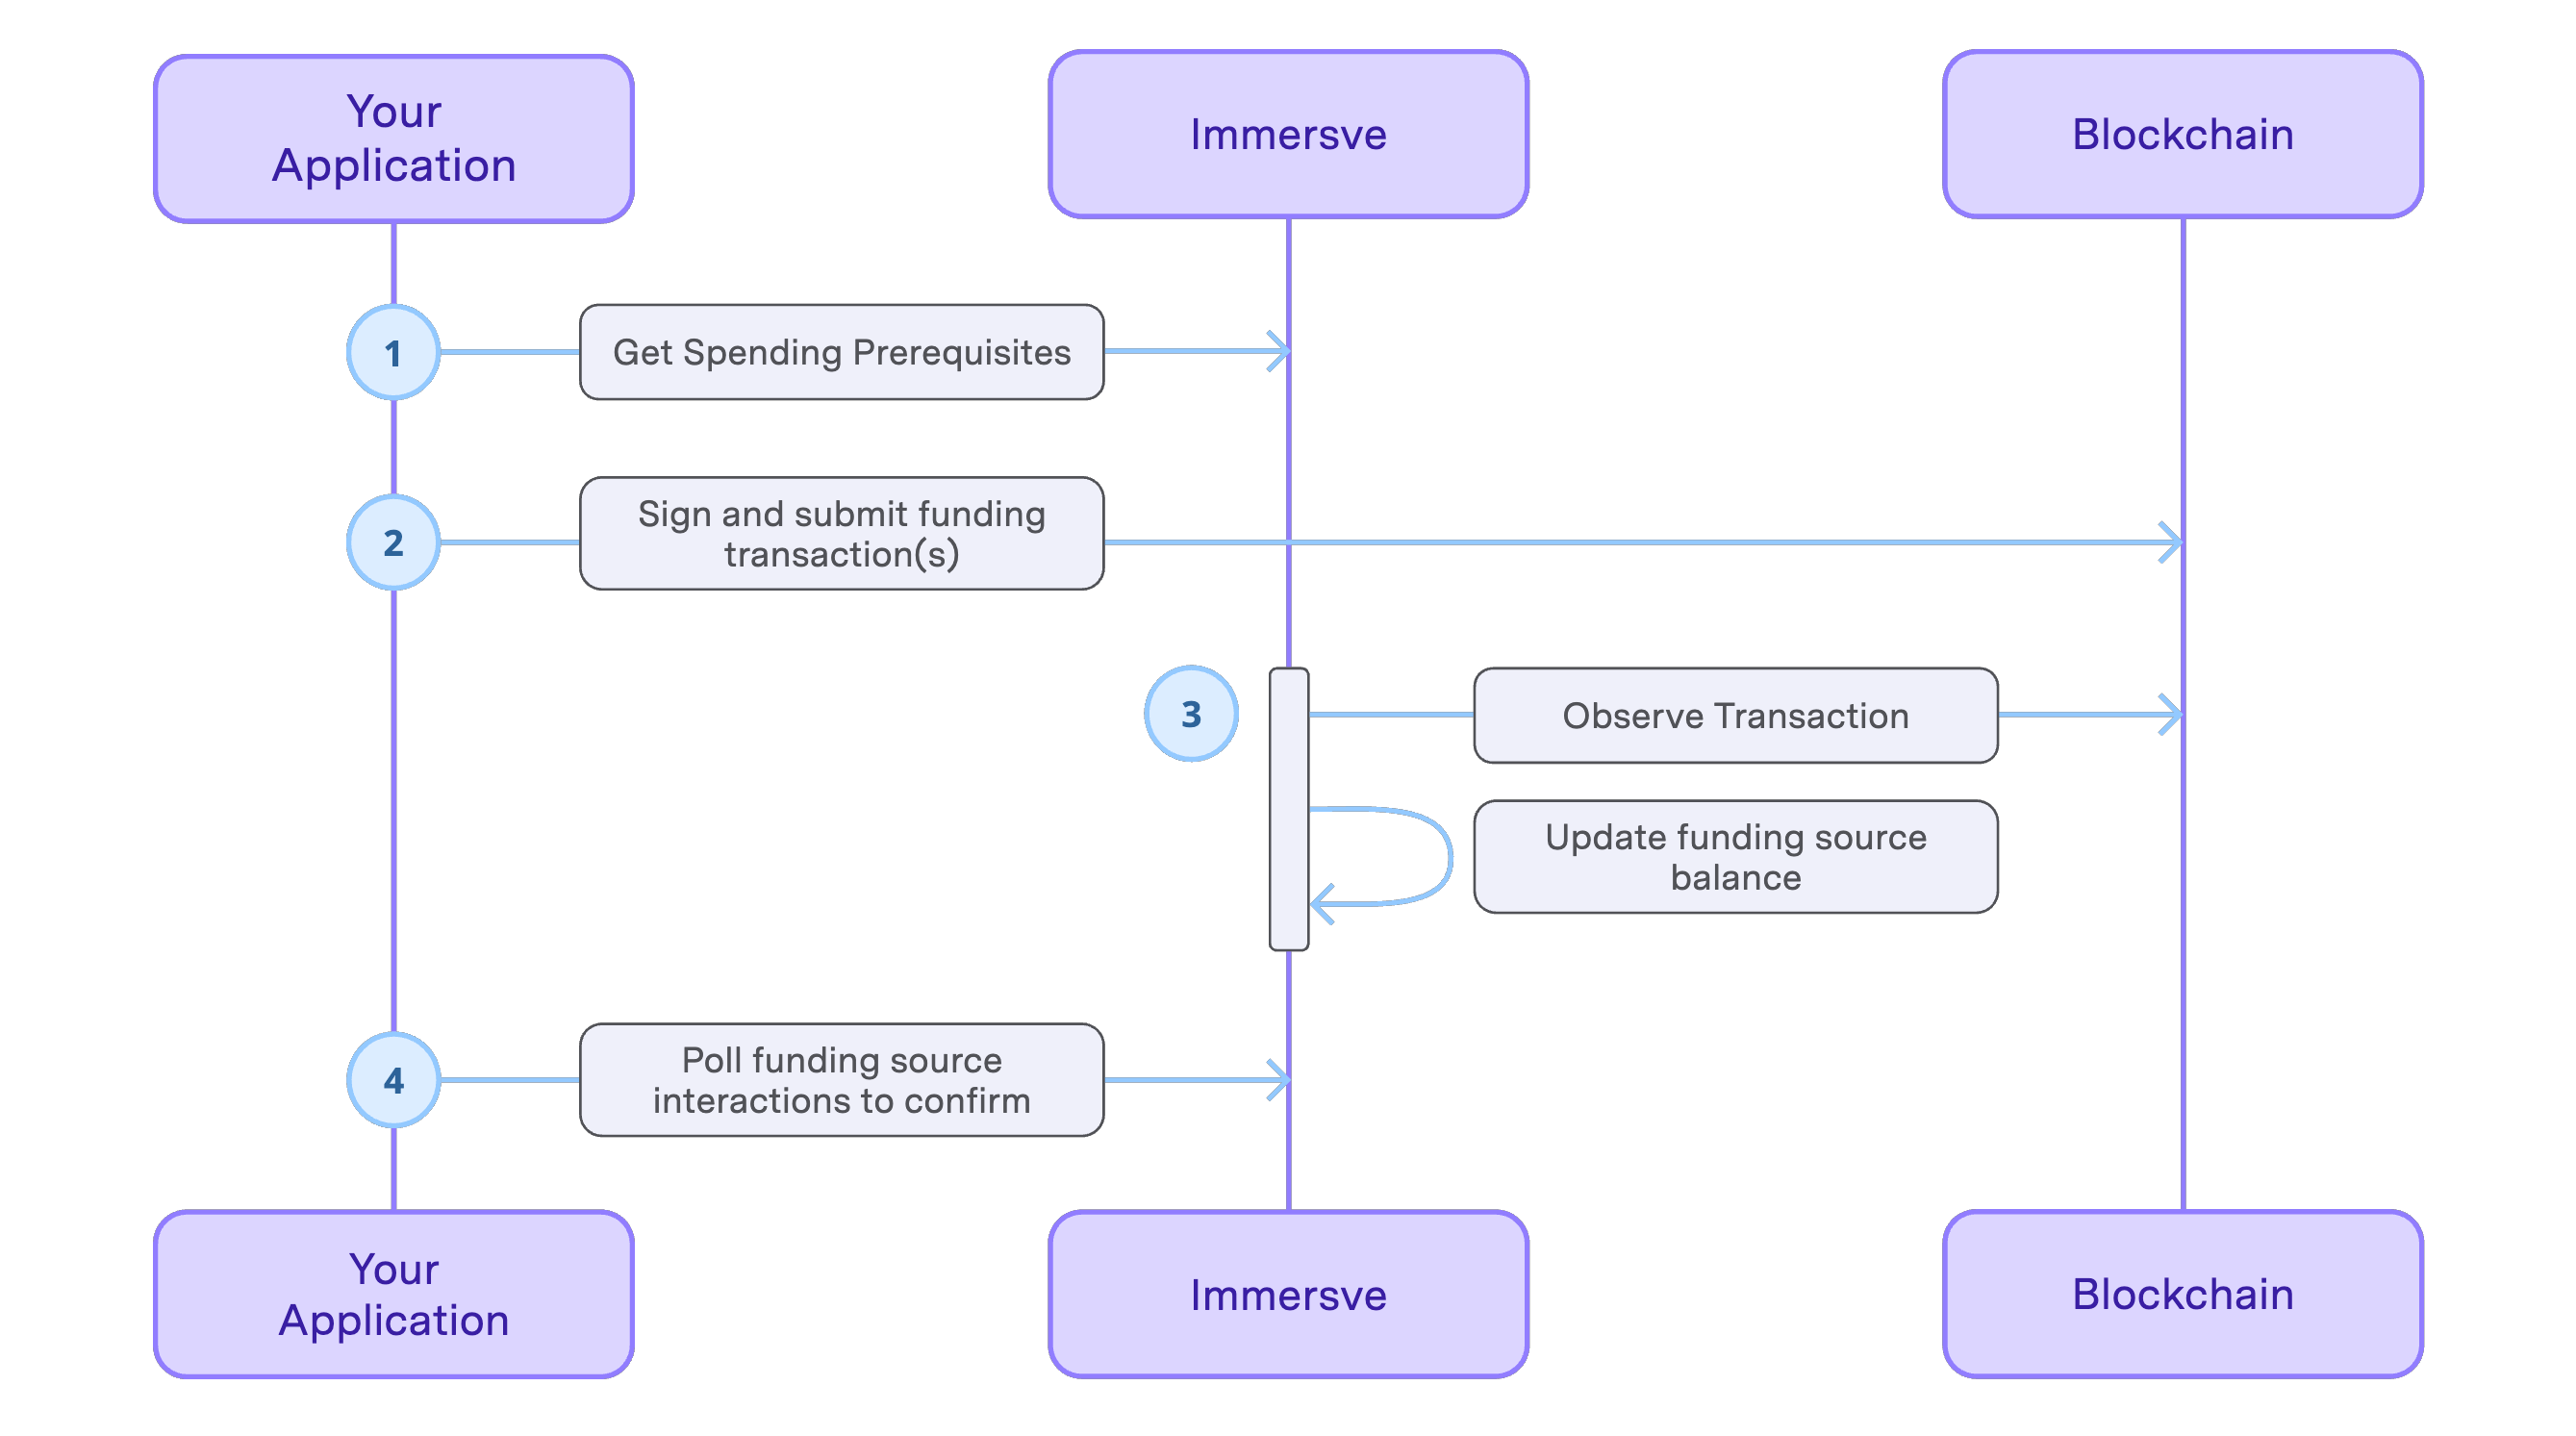 Your
Application
Immersve
Blockchain
1
Get Spending Prerequisites
2
Sign and submit funding
transaction(s)
3
Observe Transaction
Update funding source
balance
4
Poll funding source
interactions to confirm
Your
Application
Immersve
Blockchain